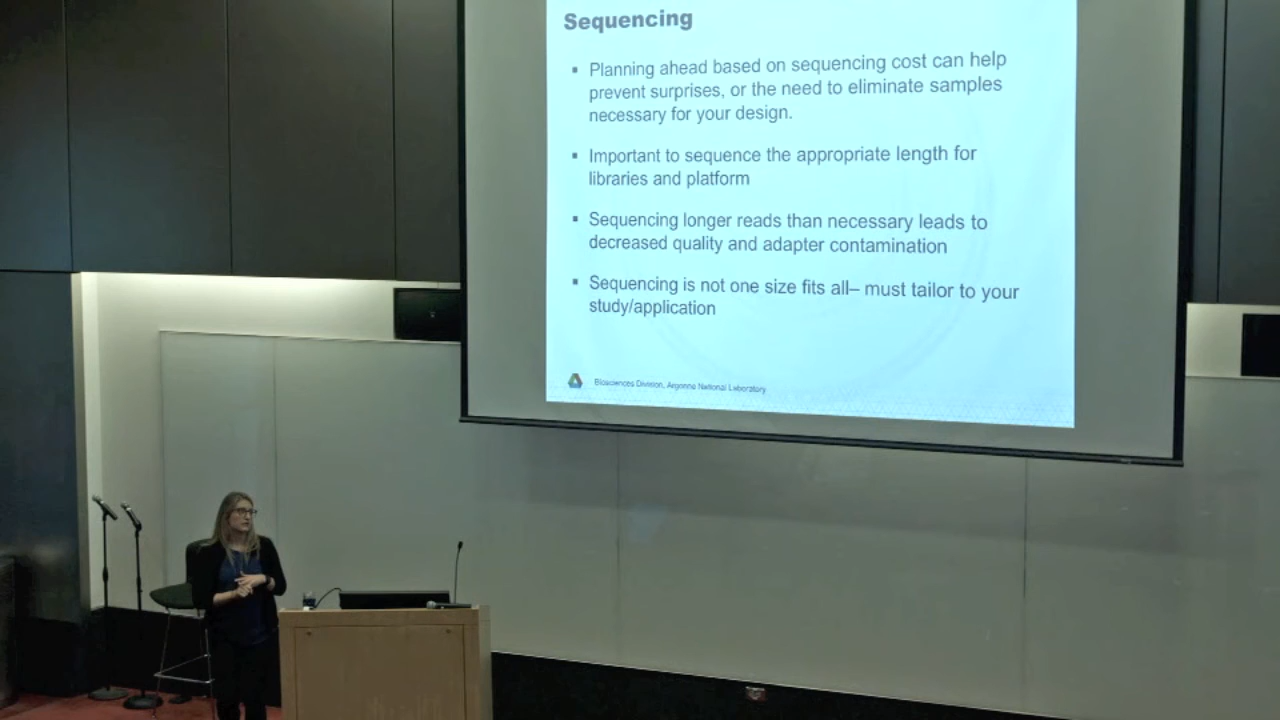 Sequencing
▪ Planning ahead based on sequencing cost can help
prevent surprises, or the need to eliminate samples
necessary for your design.
▪ Important to sequence the appropriate length for
libraries and platform
▪ Sequencing longer reads than necessary leads to
decreased quality and adapter contamination
▪ Sequencing is not one size fits all– must tailor to your
study/application
Biosciences Division, Argonne National Laboratory